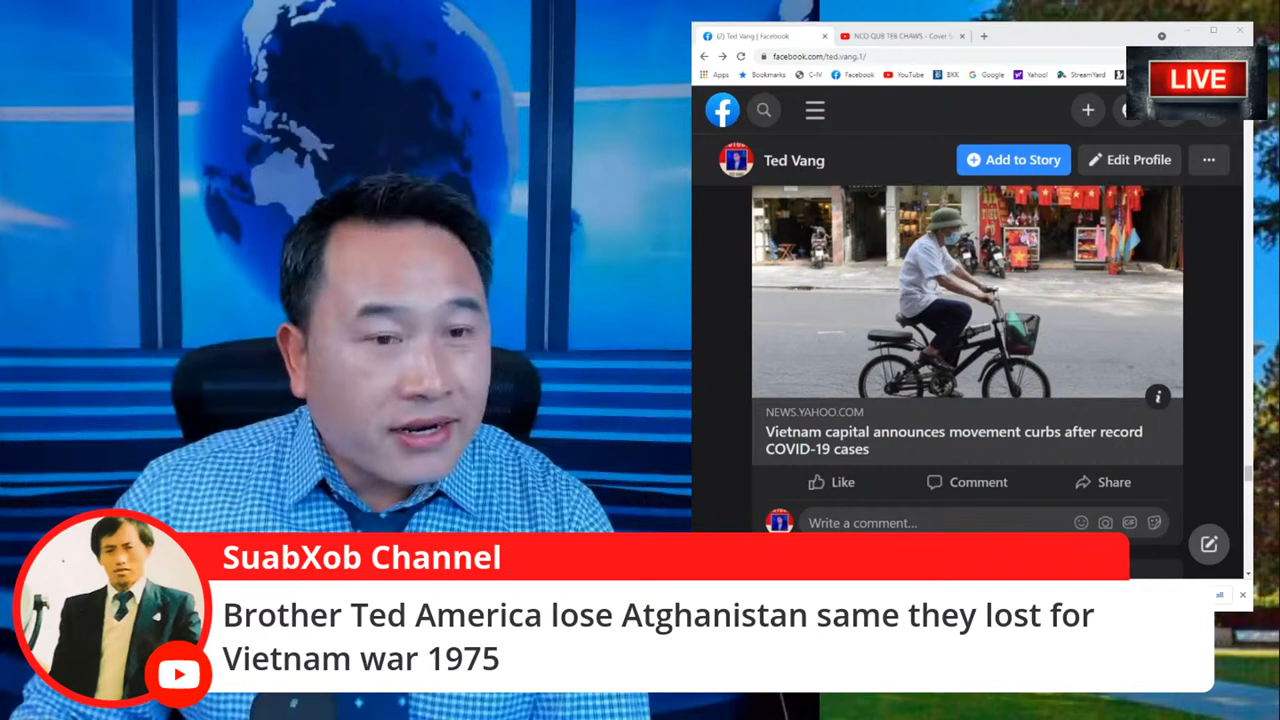 (2) Ted Vang | Facebook
NCO QUB TEB CHAWS - Cover
facebook.com/ted.vang.1/
Apps Bookmarks C-IV Facebook YouTube BKK Google Yahoo! StreamYard
LIVE
Ted Vang
Add to Story
Edit Profile
NEWS.YAHOO.COM
Vietnam capital announces movement curbs after record
COVID-19 cases
Like Comment Share
Write a comment...
SuabXob Channel
Brother Ted America lose Atghanistan same they lost for
Vietnam war 1975
all